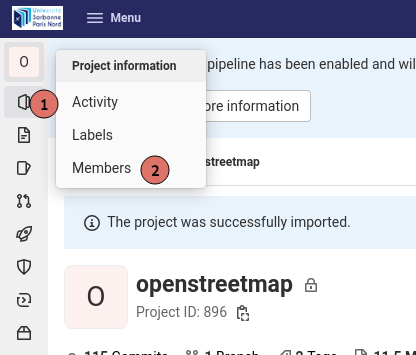 Université
Sorbonne
Paris Nord
Menu
O
Project information
pipeline has been enabled and wil
Activity
1
ore information
Labels
Members
2
streetmap
The project was successfully imported.
O
openstreetmap
Project ID: 896
115 Commits 1 Branch 2 Tags 11.5 M